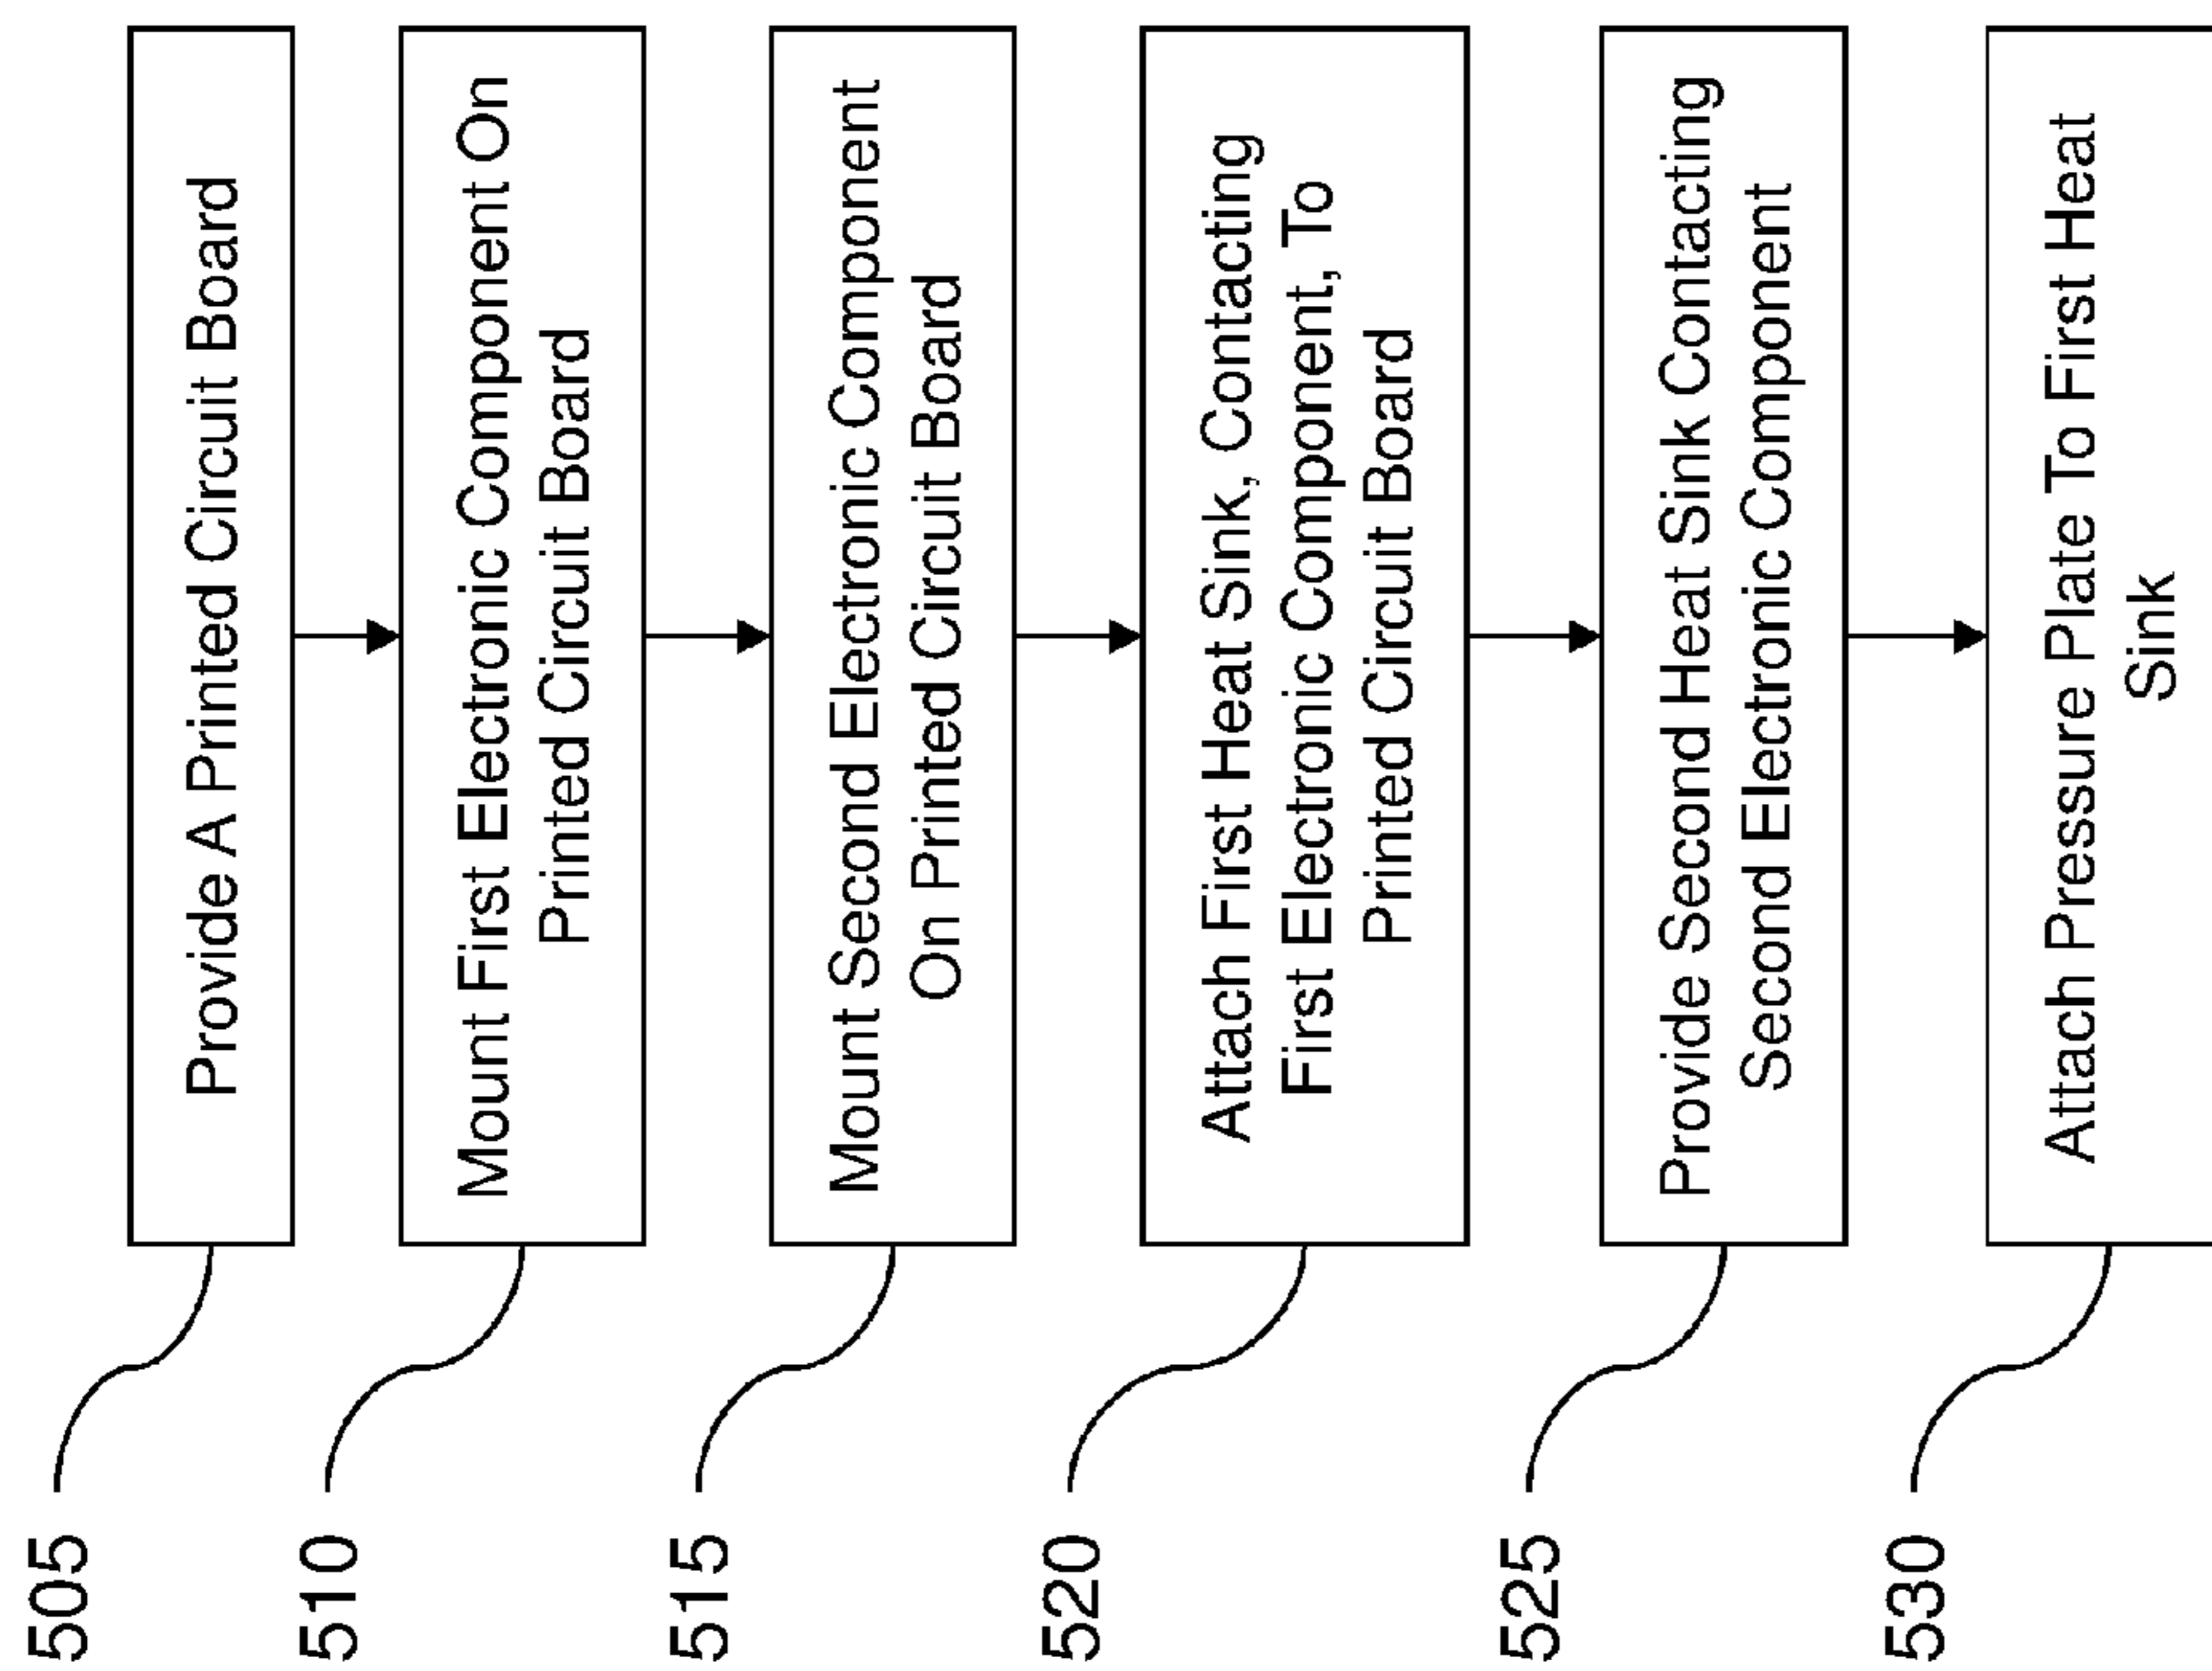 505
Provide A Printed Circuit Board
510
Mount First Electronic Component On
Printed Circuit Board
515
Mount Second Electronic Component
On Printed Circuit Board
520
Attach First Heat Sink, Contacting
First Electronic Component, To
Printed Circuit Board
525
Provide Second Heat Sink Contacting
Second Electronic Component
530
Attach Pressure Plate To First Heat
Sink